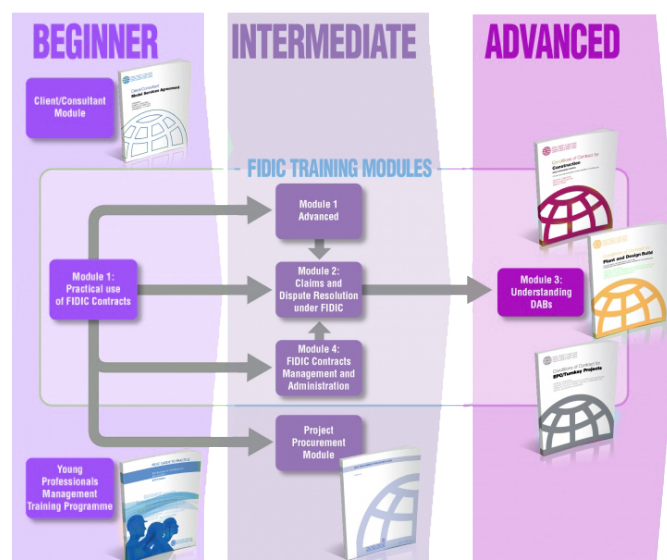 BEGINNER
INTERMEDIATE
ADVANCED
Client/Consultant
Module
Client/Consultant
Model Services Agreement
FIDIC TRAINING MODULES
Conditions of Contract for
Construction
Module 1
Advanced
Module 1:
Practical use
of FIDIC Contracts
Module 2:
Claims and
Dispute Resolution
under FIDIC
Module 3:
Understanding
DABs
Conditions of Contract for
Plant and Design Build
Module 4:
FIDIC Contracts
Management and
Administration
Conditions of Contract for
EPC/Turnkey Projects
Project
Procurement
Module
Young
Professionals
Management
Training Programme